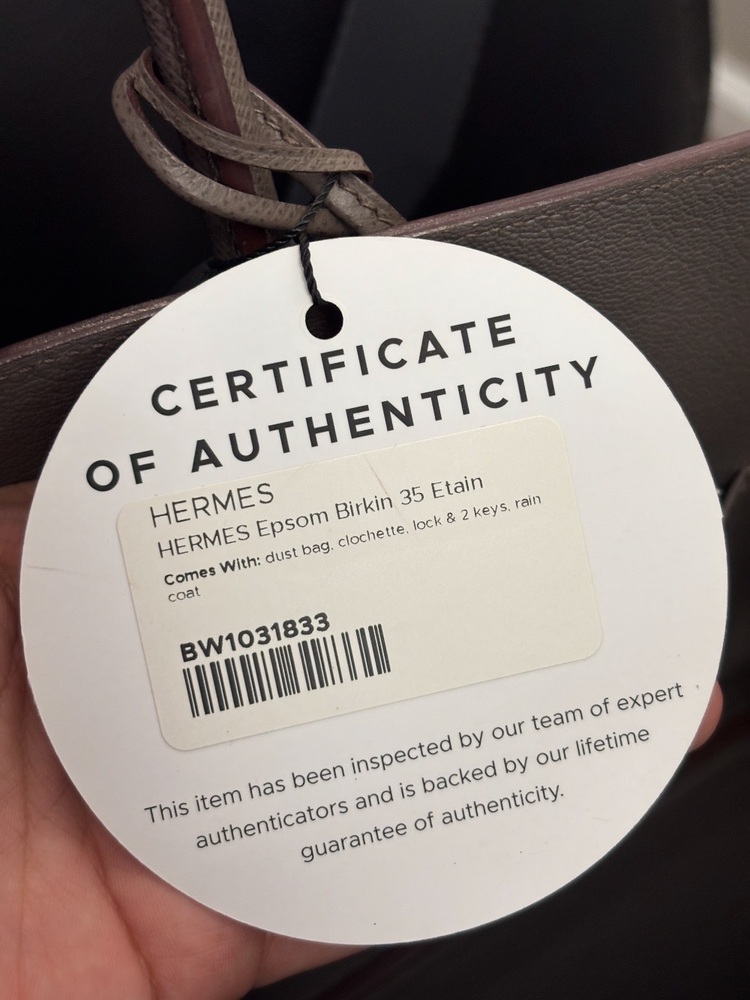 CERTIFICATE
OF AUTHENTICITY
HERMES
HERMES Epsom Birkin 35 Etain
Comes With: dust bag, clochette, lock & 2 keys, rain
coat
BW1031833
This item has been inspected by our team of expert
authenticators and is backed by our lifetime
guarantee of authenticity.